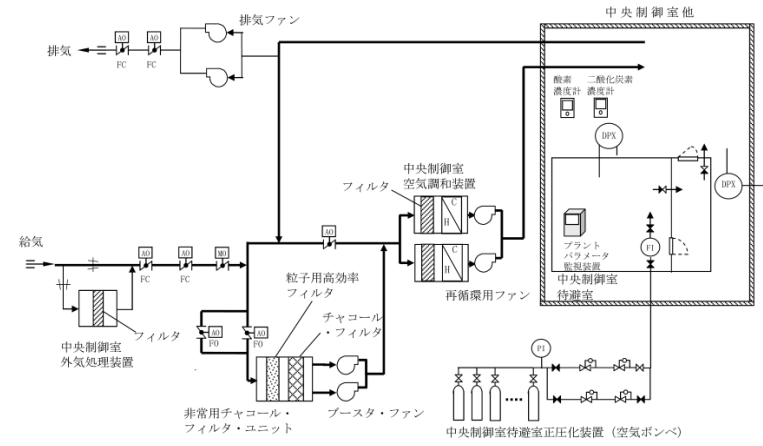 中央制御室他
排気ファン
排気
AO
AO
FC
FC
酸素
濃度計
二酸化炭素
濃度計
DPX
DPX
中央制御室
空気調和装置
フィルタ
C
H
C
H
再循環用ファン
FI
プラント
パラメータ
監視装置
中央制御室
待避室
給気
AO
AO
MO
FC
FC
AO
フィルタ
中央制御室
外気処理装置
粒子用高効率
フィルタ
チャコール
・フィルタ
AO
FO
AO
FO
非常用チャコール・
フィルタ・ユニット
ブースタ・ファン
PI
中央制御室待避室正圧化装置（空気ボンベ）